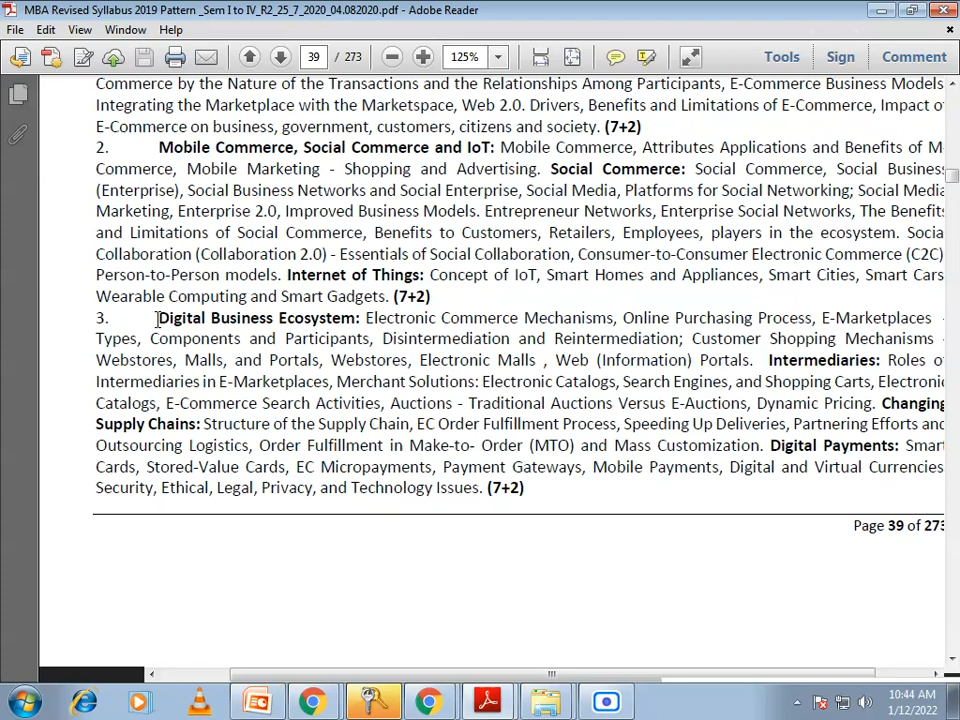 MBA Revised Syllabus 2019 Pattern _Sem I to IV_R2_25_7_2020_04.082020.pdf - Adobe Reader
File Edit View Window Help
39 / 273 125% Tools Sign Comment
Commerce by the Nature of the Transactions and the Relationships Among Participants, E-Commerce Business Models
Integrating the Marketplace with the Marketspace, Web 2.0. Drivers, Benefits and Limitations of E-Commerce, Impact of
E-Commerce on business, government, customers, citizens and society. (7+2)
2. Mobile Commerce, Social Commerce and IoT: Mobile Commerce, Attributes Applications and Benefits of M-
Commerce, Mobile Marketing - Shopping and Advertising. Social Commerce: Social Commerce, Social Business
(Enterprise), Social Business Networks and Social Enterprise, Social Media, Platforms for Social Networking; Social Media
Marketing, Enterprise 2.0, Improved Business Models. Entrepreneur Networks, Enterprise Social Networks, The Benefits
and Limitations of Social Commerce, Benefits to Customers, Retailers, Employees, players in the ecosystem. Socia
Collaboration (Collaboration 2.0) - Essentials of Social Collaboration, Consumer-to-Consumer Electronic Commerce (C2C)
Person-to-Person models. Internet of Things: Concept of IoT, Smart Homes and Appliances, Smart Cities, Smart Cars
Wearable Computing and Smart Gadgets. (7+2)
3. Digital Business Ecosystem: Electronic Commerce Mechanisms, Online Purchasing Process, E-Marketplaces -
Types, Components and Participants, Disintermediation and Reintermediation; Customer Shopping Mechanisms -
Webstores, Malls, and Portals, Webstores, Electronic Malls , Web (Information) Portals. Intermediaries: Roles of
Intermediaries in E-Marketplaces, Merchant Solutions: Electronic Catalogs, Search Engines, and Shopping Carts, Electronic
Catalogs, E-Commerce Search Activities, Auctions - Traditional Auctions Versus E-Auctions, Dynamic Pricing. Changing
Supply Chains: Structure of the Supply Chain, EC Order Fulfillment Process, Speeding Up Deliveries, Partnering Efforts and
Outsourcing Logistics, Order Fulfillment in Make-to- Order (MTO) and Mass Customization. Digital Payments: Smart
Cards, Stored-Value Cards, EC Micropayments, Payment Gateways, Mobile Payments, Digital and Virtual Currencies
Security, Ethical, Legal, Privacy, and Technology Issues. (7+2)
Page 39 of 273
10:44 AM
1/12/2022